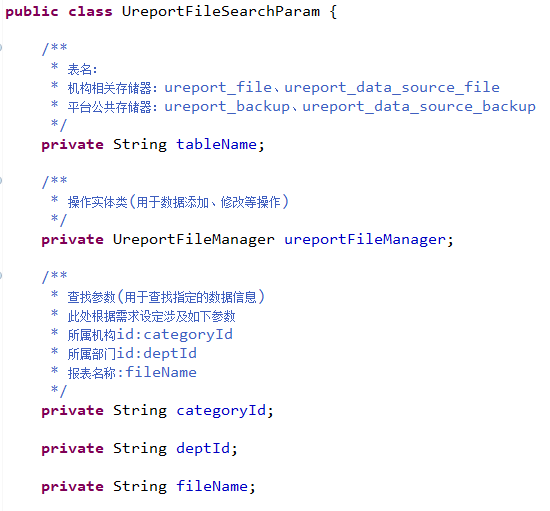 public class UreportFileSearchParam {
/**
* 表名:
* 机构相关存储器: ureport_file、ureport_data_source_file
* 平台公共存储器: ureport_backup、ureport_data_source_backup
*/
private String tableName;
/**
* 操作实体类(用于数据添加、修改等操作)
*/
private UreportFileManager ureportFileManager;
/**
* 查找参数(用于查找指定的数据信息)
* 此处根据需求设定涉及如下参数
* 所属机构id:categoryId
* 所属部门id:deptId
* 报表名称:fileName
*/
private String categoryId;
private String deptId;
private String fileName;